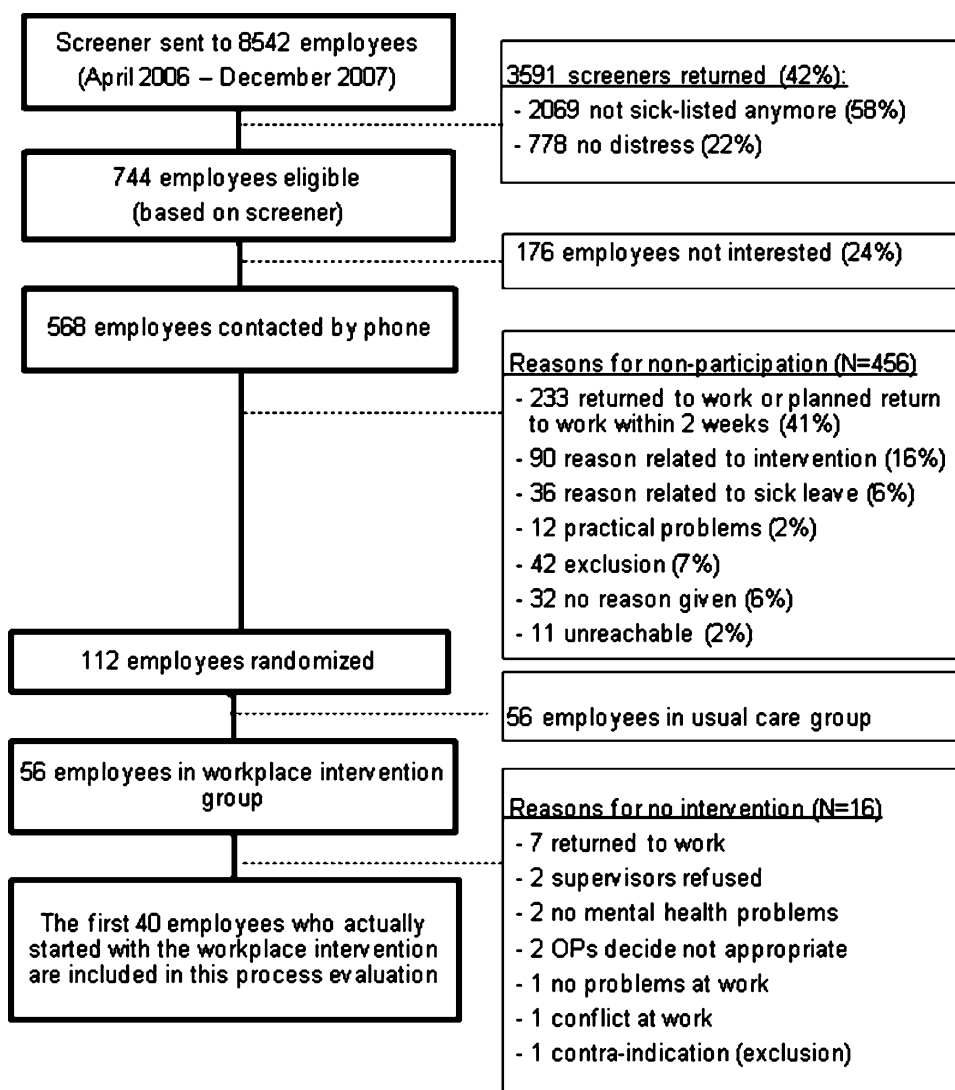 Screener sent to 8542 employees
(April 2006 – December 2007)
3591 screeners returned (42%):
- 2069 not sick-listed anymore (58%)
- 778 no distress (22%)
744 employees eligible
(based on screener)
176 employees not interested (24%)
568 employees contacted by phone
Reasons for non-participation (N=456)
- 233 returned to work or planned return
to work within 2 weeks (41%)
- 90 reason related to intervention (16%)
- 36 reason related to sick leave (6%)
- 12 practical problems (2%)
- 42 exclusion (7%)
- 32 no reason given (6%)
- 11 unreachable (2%)
112 employees randomized
56 employees in usual care group
56 employees in workplace intervention
group
Reasons for no intervention (N=16)
- 7 returned to work
- 2 supervisors refused
- 2 no mental health problems
- 2 OPs decide not appropriate
- 1 no problems at work
- 1 conflict at work
- 1 contra-indication (exclusion)
The first 40 employees who actually
started with the workplace intervention
are included in this process evaluation